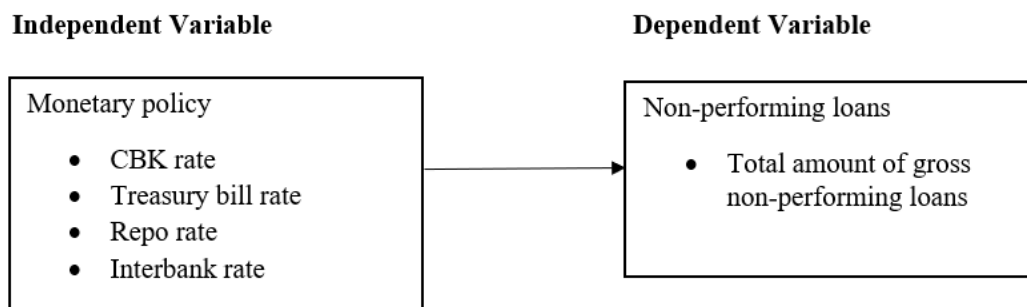 Independent Variable
Dependent Variable
Monetary policy
• CBK rate
• Treasury bill rate
• Repo rate
• Interbank rate
Non-performing loans
• Total amount of gross
non-performing loans